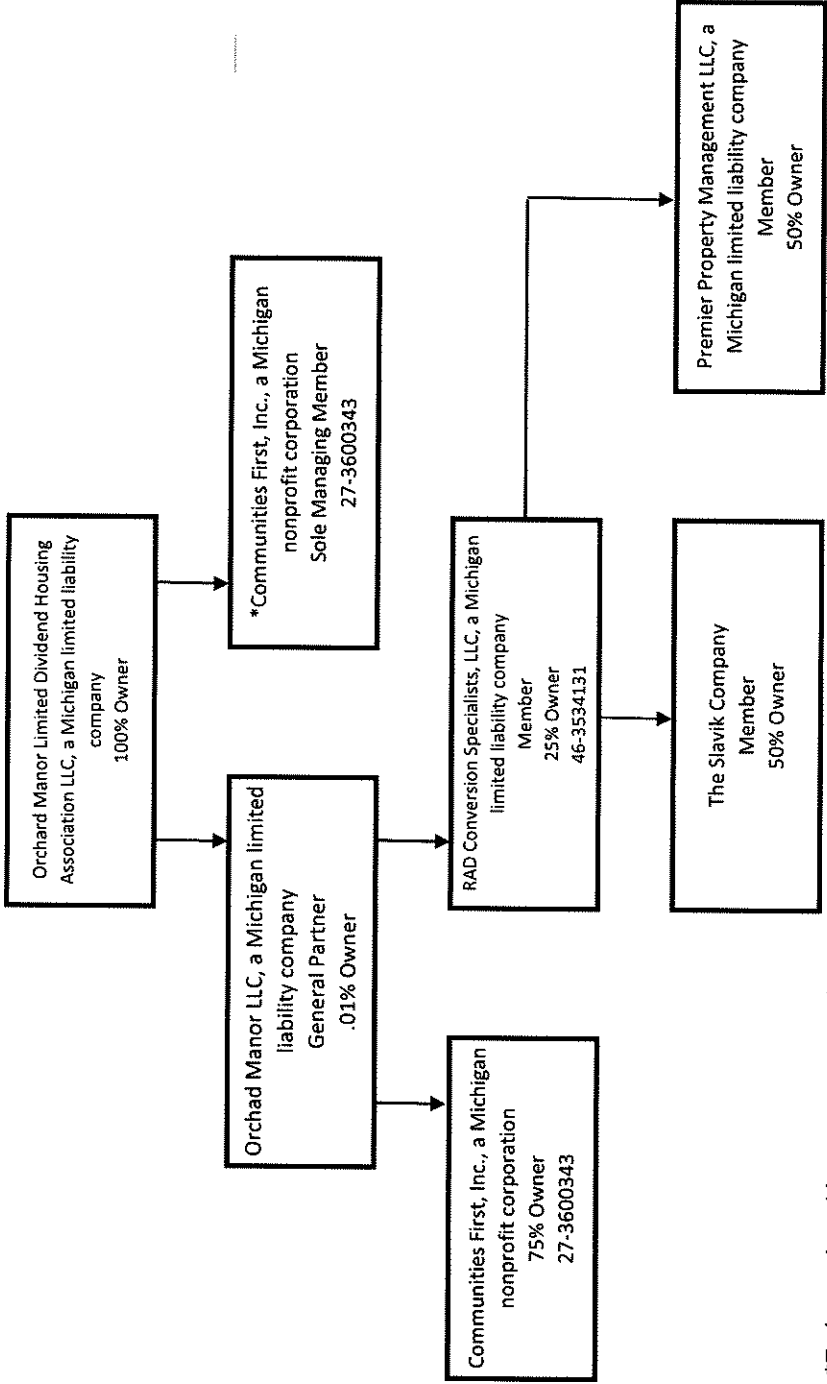 Orchard Manor Limited Dividend Housing
Association LLC, a Michigan limited liability
company
100% Owner
Orchad Manor LLC, a Michigan limited
liability company
General Partner
.01% Owner
*Communities First, Inc., a Michigan
nonprofit corporation
Sole Managing Member
27-3600343
Communities First, Inc., a Michigan
nonprofit corporation
75% Owner
27-3600343
RAD Conversion Specialists, LLC, a Michigan
limited liability company
Member
25% Owner
46-3534131
The Slavik Company
Member
50% Owner
Premier Property Management LLC, a
Michigan limited liability company
Member
50% Owner